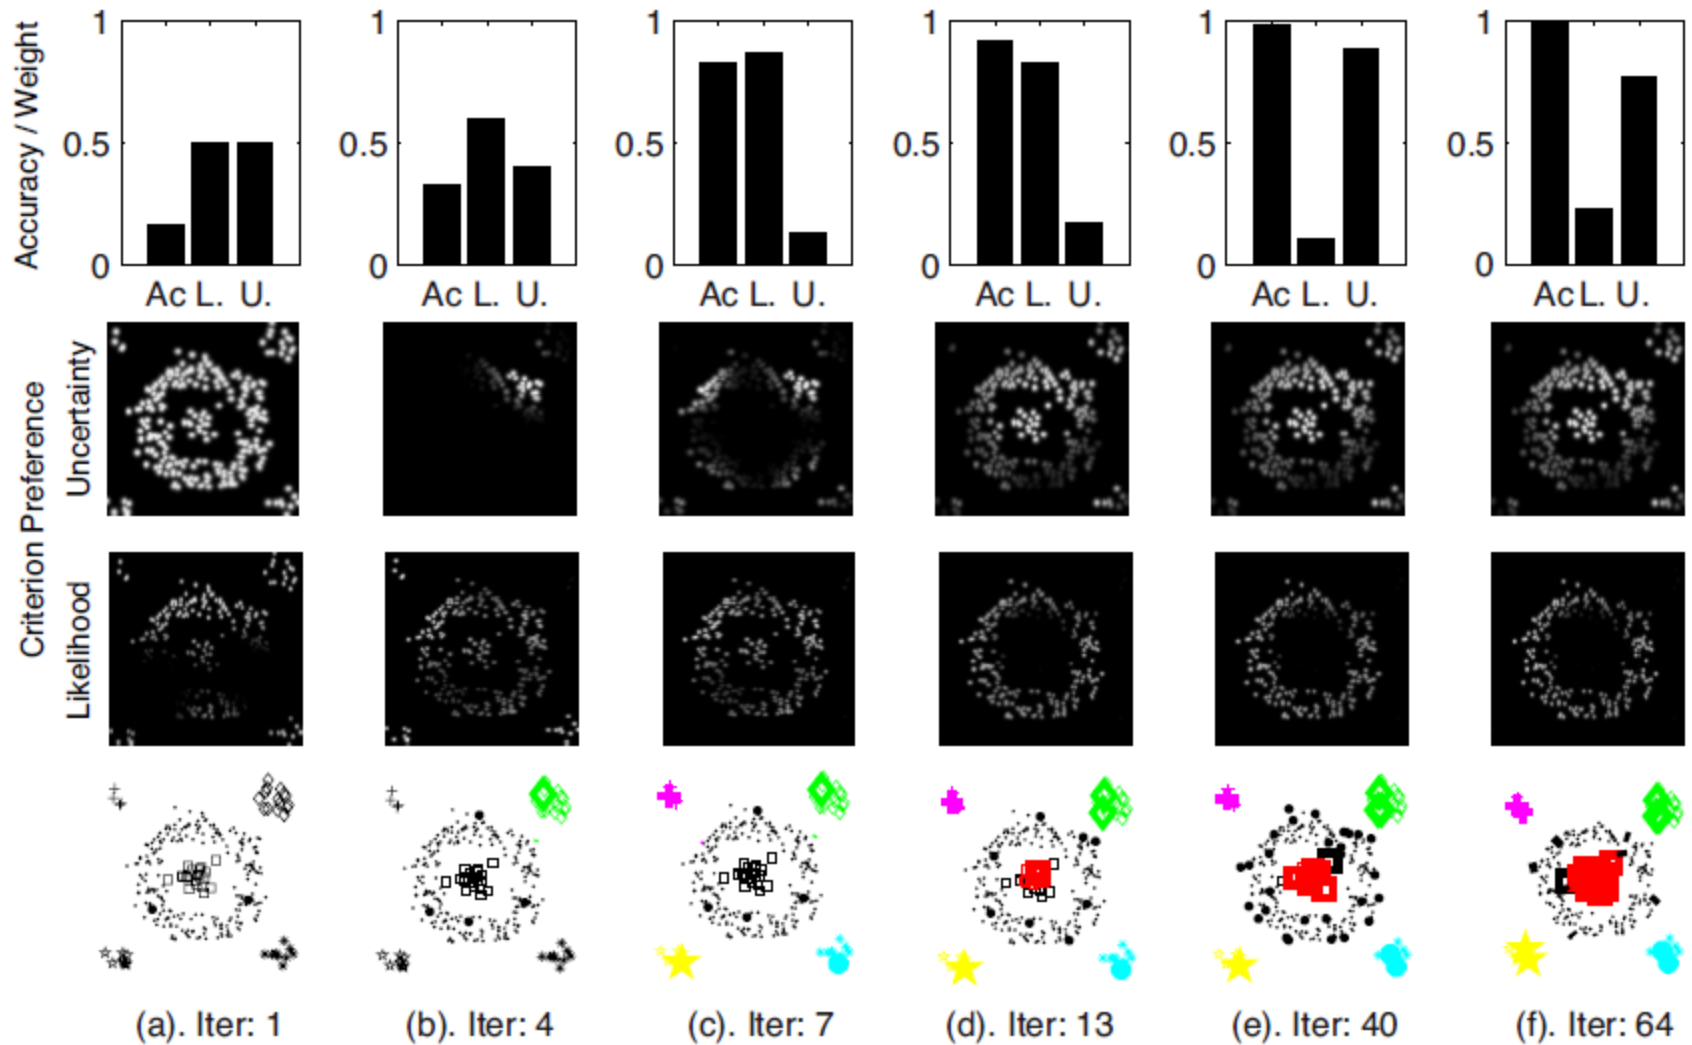 Accuracy / Weight
1 1 1 1 1 1
0.5 0.5 0.5 0.5 0.5 0.5
0 0 0 0 0 0
Ac L. U. Ac L. U. Ac L. U. Ac L. U. Ac L. U. Ac L. U.
Criterion Preference
Uncertainty
Likelihood
(a). Iter: 1 (b). Iter: 4 (c). Iter: 7 (d). Iter: 13 (e). Iter: 40 (f). Iter: 64